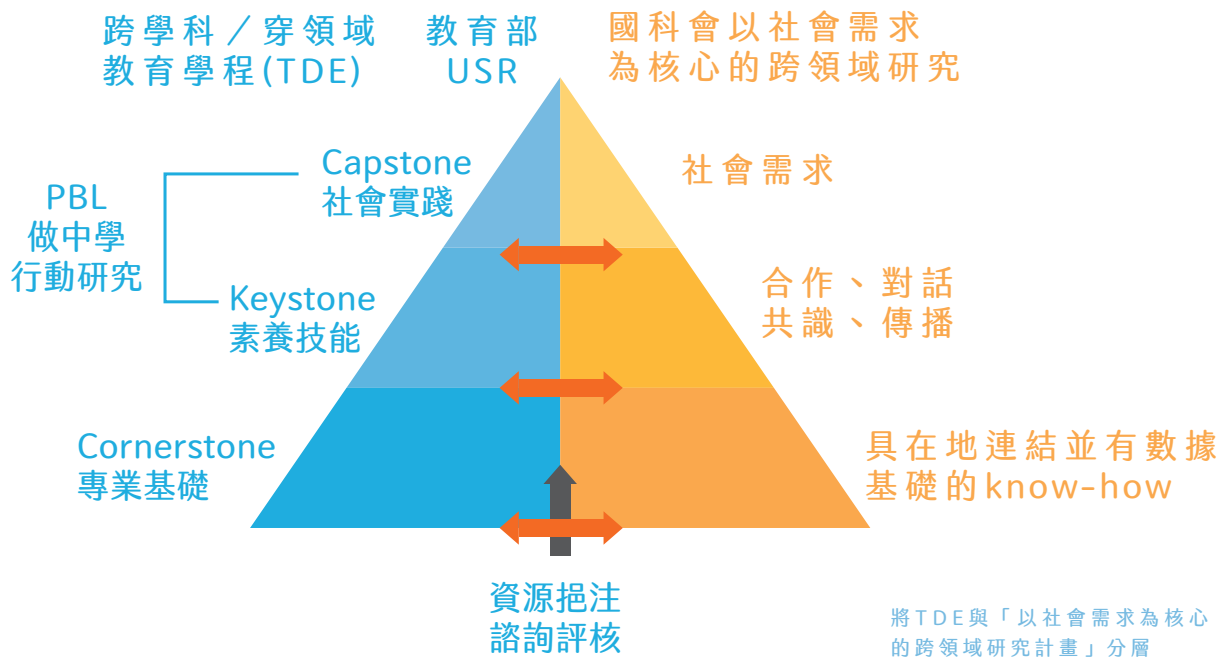 跨學科／穿領域
教育學程(TDE)
教育部
USR
國科會以社會需求
為核心的跨領域研究
Capstone
社會實踐
社會需求
PBL
做中學
行動研究
Keystone
素養技能
合作、對話
共識、傳播
Cornerstone
專業基礎
具在地連結並有數據
基礎的know-how
資源挹注
諮詢評核
將TDE與「以社會需求為核心
的跨領域研究計畫」分層